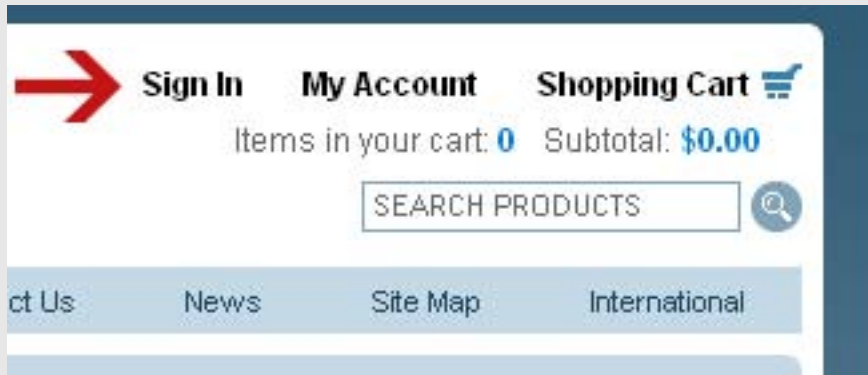 Sign In My Account Shopping Cart
Items in your cart: 0 Subtotal: $0.00
SEARCH PRODUCTS
ct Us News Site Map International